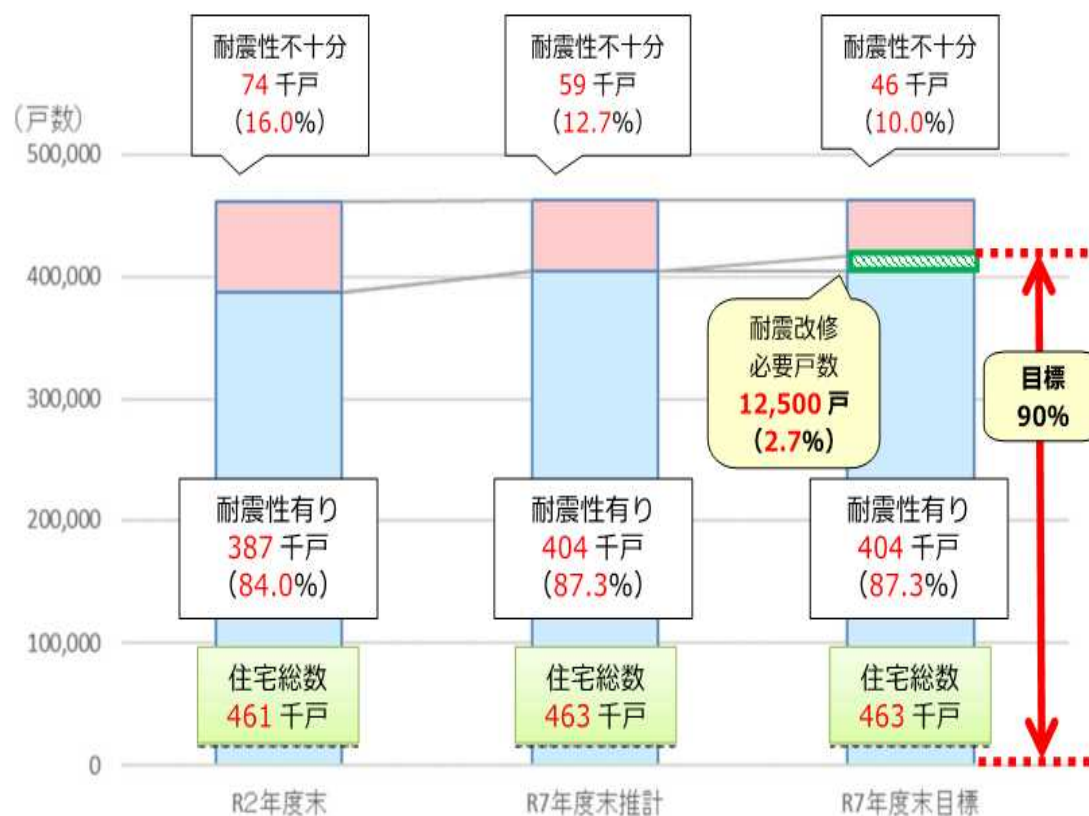 耐震性不十分
74 千戸
(16.0%)
耐震性不十分
59 千戸
(12.7%)
耐震性不十分
46 千戸
(10.0%)
(戸数)
500,000
400,000
300,000
200,000
100,000
0
耐震改修
必要戸数
12,500 戸
(2.7%)
目標
90%
耐震性有り
387 千戸
(84.0%)
耐震性有り
404 千戸
(87.3%)
耐震性有り
404 千戸
(87.3%)
住宅総数
461 千戸
住宅総数
463 千戸
住宅総数
463 千戸
R2年度末
R7年度末推計
R7年度末目標